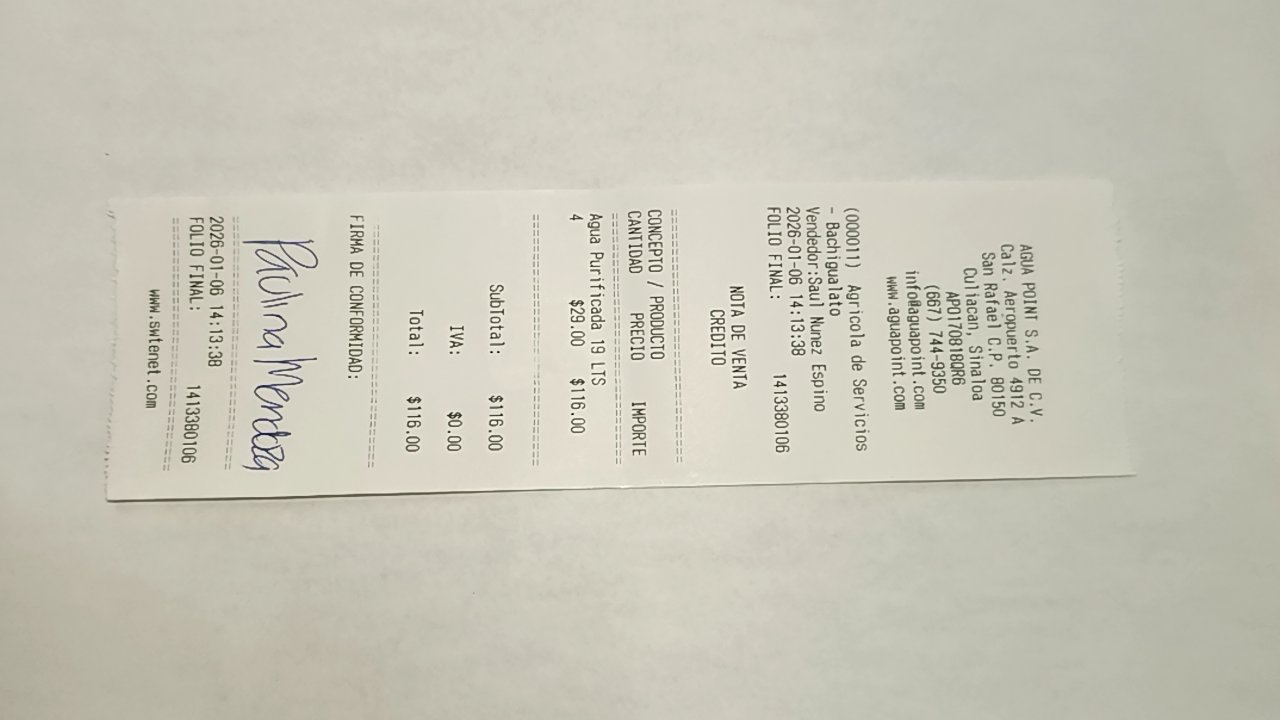 AGUA POINT S.A. DE C.V.
Calz. Aeropuerto 4912 A
San Rafael C.P. 80150
Culiacan, Sinaloa
APO1708180R6
(667) 744-9350
info@aguapoint.com
www.aguapoint.com
(000011) Agricola de Servicios
- Bachigualato
Vendedor:Saul Nunez Espino
2026-01-06 14:13:38
FOLIO FINAL: 1413380106
NOTA DE VENTA
CREDITO
================================
CONCEPTO / PRODUCTO
CANTIDAD PRECIO IMPORTE
================================
Agua Purificada 19 LTS
4 $29.00 $116.00
================================
SubTotal: $116.00
IVA: $0.00
Total: $116.00
================================
FIRMA DE CONFORMIDAD:
Paulina Mendoza
================================
2026-01-06 14:13:38
FOLIO FINAL: 1413380106
================================
www.swtenet.com